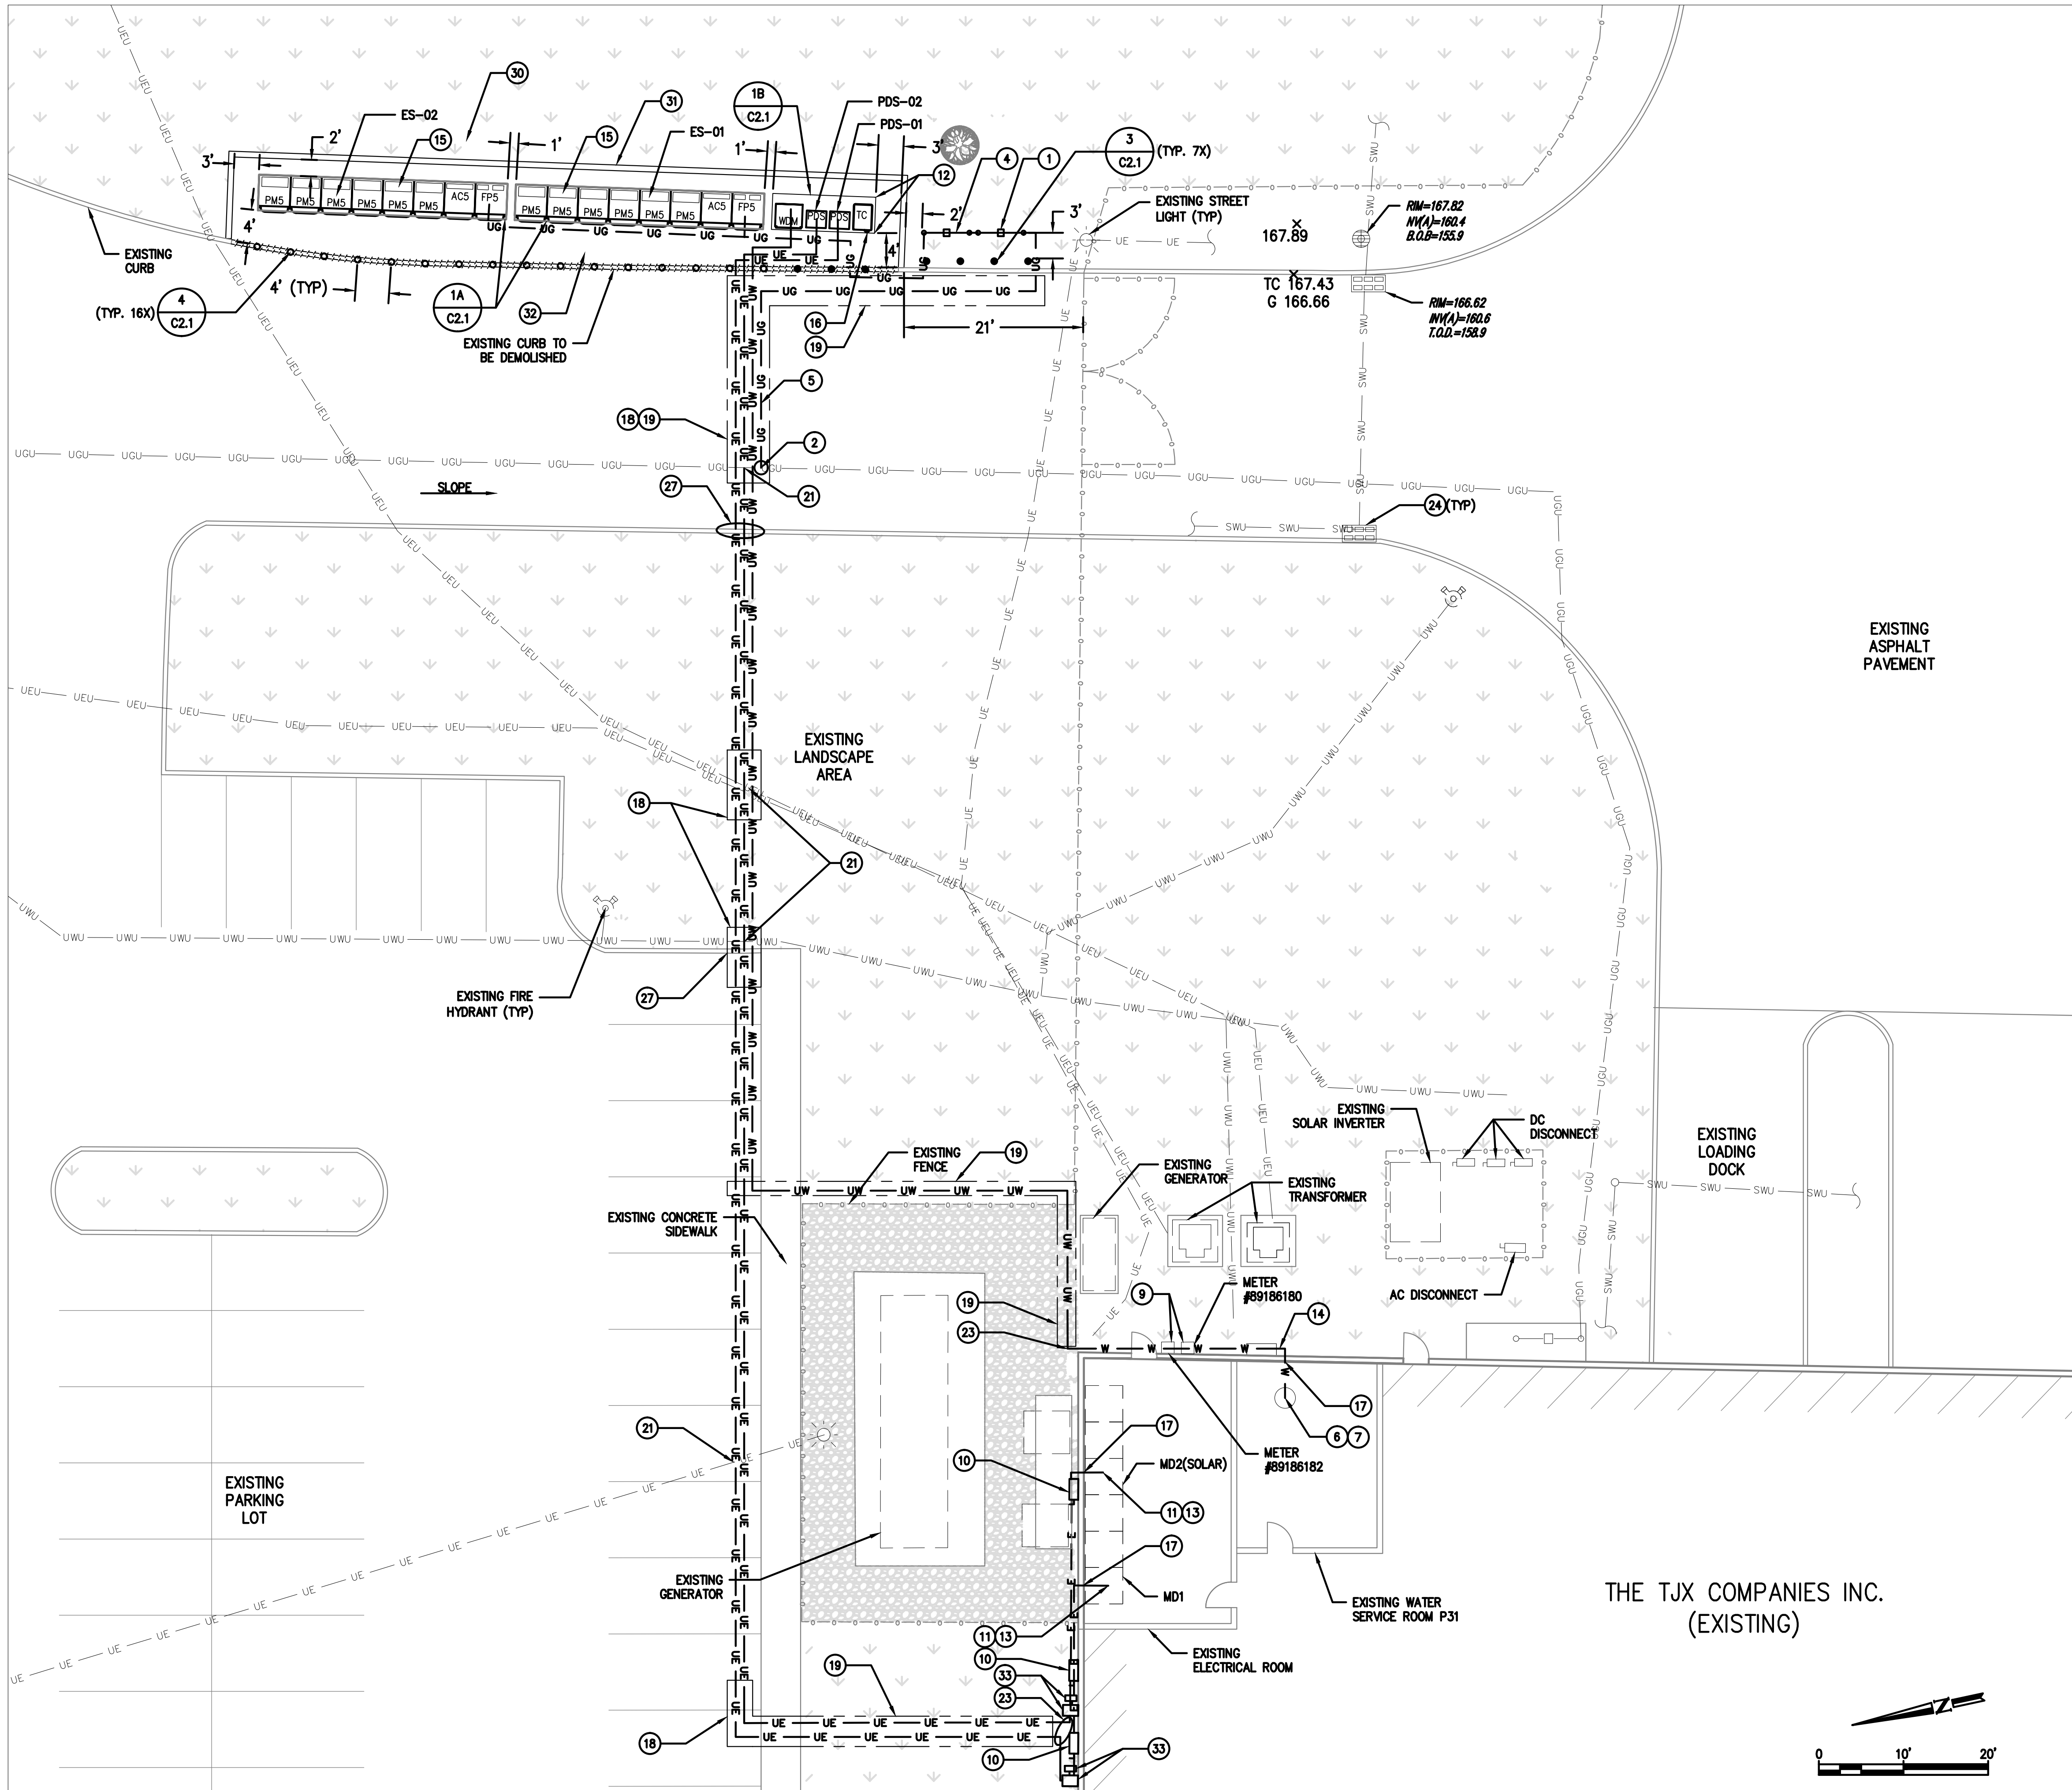 30
ES-02
15
2'
3'
1'
31
15
ES-01
1B
C2.1
PDS-02
PDS-01
1'
3'
12
4
1
3
C2.1
(TYP. 7X)
PM5 PM5 PM5 PM5 PM5 PM5 AC5 FP5
PM5 PM5 PM5 PM5 PM5 PM5 AC5 FP5
WDM PDS PDS TC
2'
3'
4'
4'
EXISTING STREET
LIGHT (TYP)
167.89
RIM=167.82
NV(A)=160.4
B.O.B=155.9
TC 167.43
G 166.66
RIM=166.62
INV(A)=160.6
T.O.D.=158.9
EXISTING
CURB
(TYP. 16X)
4
C2.1
4' (TYP)
1A
C2.1
32
EXISTING CURB TO
BE DEMOLISHED
16
19
21'
5
18 19
2
21
27
SLOPE
24 (TYP)
EXISTING
ASPHALT
PAVEMENT
EXISTING
LANDSCAPE
AREA
18
21
27
EXISTING FIRE
HYDRANT (TYP)
EXISTING
SOLAR INVERTER
DC
DISCONNECT
EXISTING
LOADING
DOCK
EXISTING
FENCE
19
EXISTING
GENERATOR
EXISTING
TRANSFORMER
EXISTING CONCRETE
SIDEWALK
METER
#89186180
AC DISCONNECT
9
14
19
23
17
6 7
METER
#89186182
21
10
17
MD2(SOLAR)
11 13
17
MD1
EXISTING
PARKING
LOT
EXISTING
GENERATOR
EXISTING WATER
SERVICE ROOM P31
THE TJX COMPANIES INC.
(EXISTING)
11 13
10
33
23
EXISTING
ELECTRICAL ROOM
19
18
10
33
N
0 10' 20'
UEU
UGU
UWU
SWU
UE
UW
UG
W
E